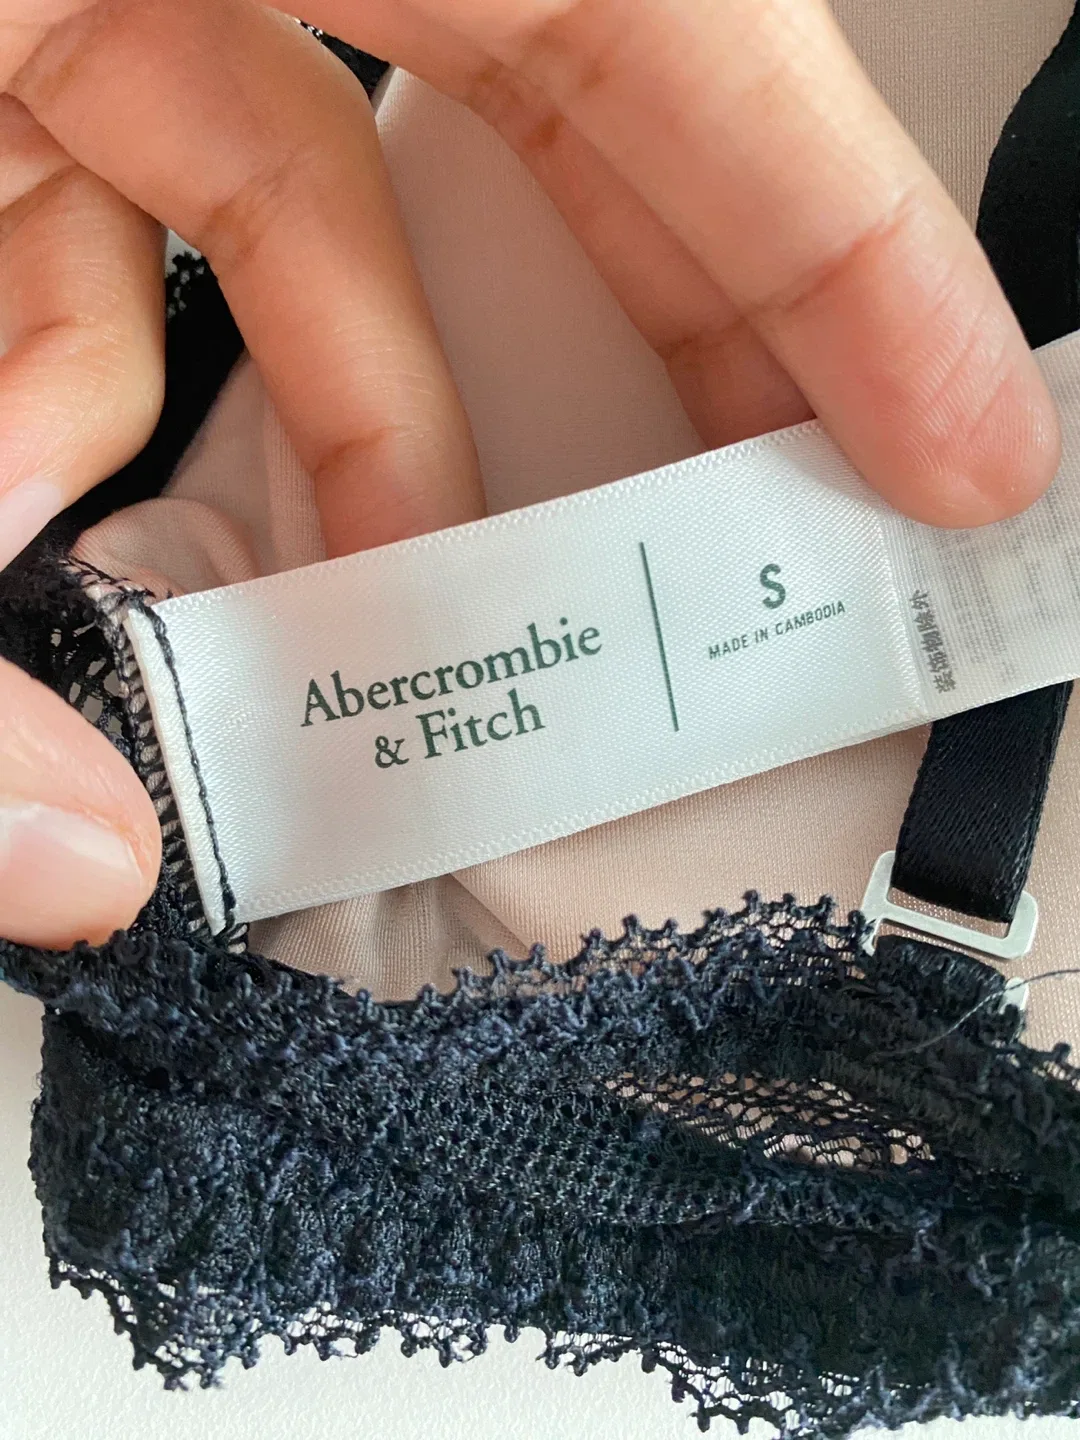 Abercrombie
& Fitch
S
MADE IN CAMBODIA
装饰物除外